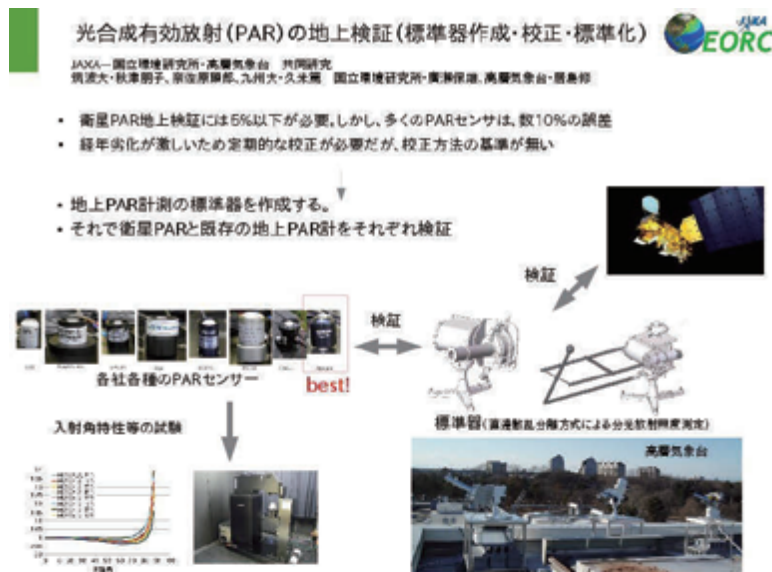 光合成有効放射(PAR)の地上検証(標準器作成・校正・標準化)
JAXA
EORC
JAXA―国立環境研究所・高層気象台 共同研究
筑波大・秋津朋子、奈佐原顕郎、九州大・久米篤 国立環境研究所・高層気象台・
• 衛星PAR地上検証には5%以下が必要。しかし、多くのPARセンサは、数10%の誤差
• 経年劣化が激しいため定期的な校正が必要だが、校正方法の基準が無い
• 地上PAR計測の標準器を作成する。
• それで衛星PARと既存の地上PAR計をそれぞれ検証
検証
検証
各社各種のPARセンサー
best!
標準器(直達散乱分離方式による分光放射照度測定)
入射角特性等の試験
高層気象台